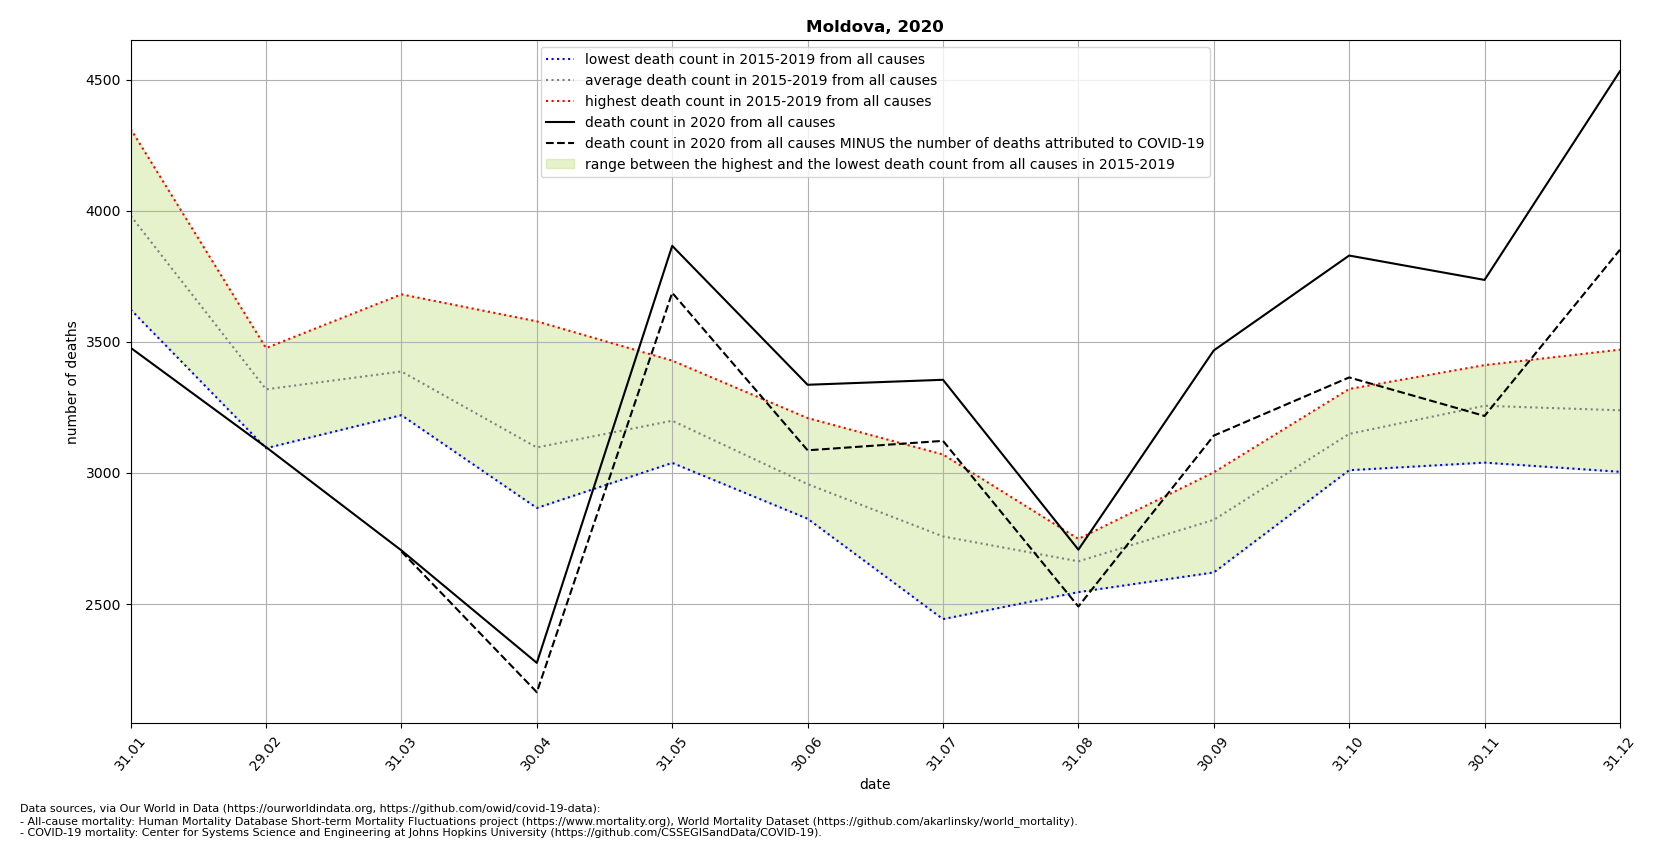 Moldova, 2020
lowest death count in 2015-2019 from all causes
average death count in 2015-2019 from all causes
highest death count in 2015-2019 from all causes
death count in 2020 from all causes
death count in 2020 from all causes MINUS the number of deaths attributed to COVID-19
range between the highest and the lowest death count from all causes in 2015-2019
number of deaths
4500
4000
3500
3000
2500
31.01
29.02
31.03
30.04
31.05
30.06
31.07
31.08
30.09
31.10
30.11
31.12
date
Data sources, via Our World in Data (https://ourworldindata.org, https://github.com/owid/covid-19-data):
- All-cause mortality: Human Mortality Database Short-term Mortality Fluctuations project (https://www.mortality.org), World Mortality Dataset (https://github.com/akarlinsky/world_mortality).
- COVID-19 mortality: Center for Systems Science and Engineering at Johns Hopkins University (https://github.com/CSSEGISandData/COVID-19).